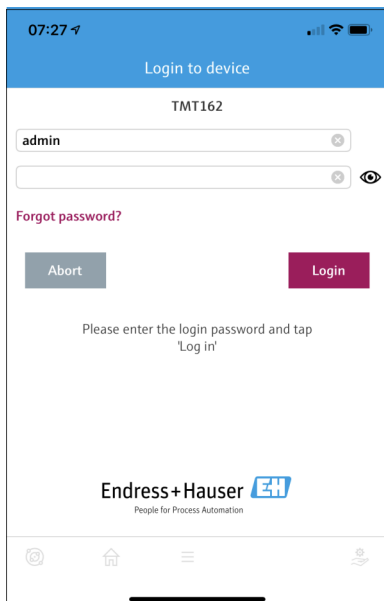 07:27
Login to device
TMT162
admin
Forgot password?
Abort
Login
Please enter the login password and tap
'Log in'
Endress+Hauser EH
People for Process Automation